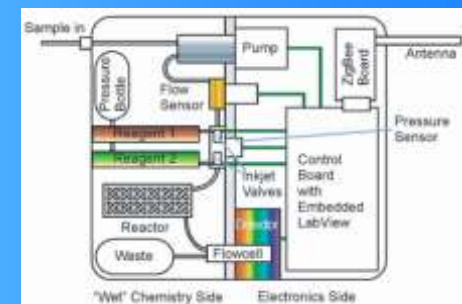 Sample in
Pump
ZigBee
Board
Antenna
Pressure
Bottle
Flow
Sensor
Pressure
Sensor
Reagent 1
Reagent 2
Inkjet
Valves
Control
Board
with
Embedded
LabView
Reactor
Detector
Waste
Flowcell
"Wet" Chemistry Side
Electronics Side